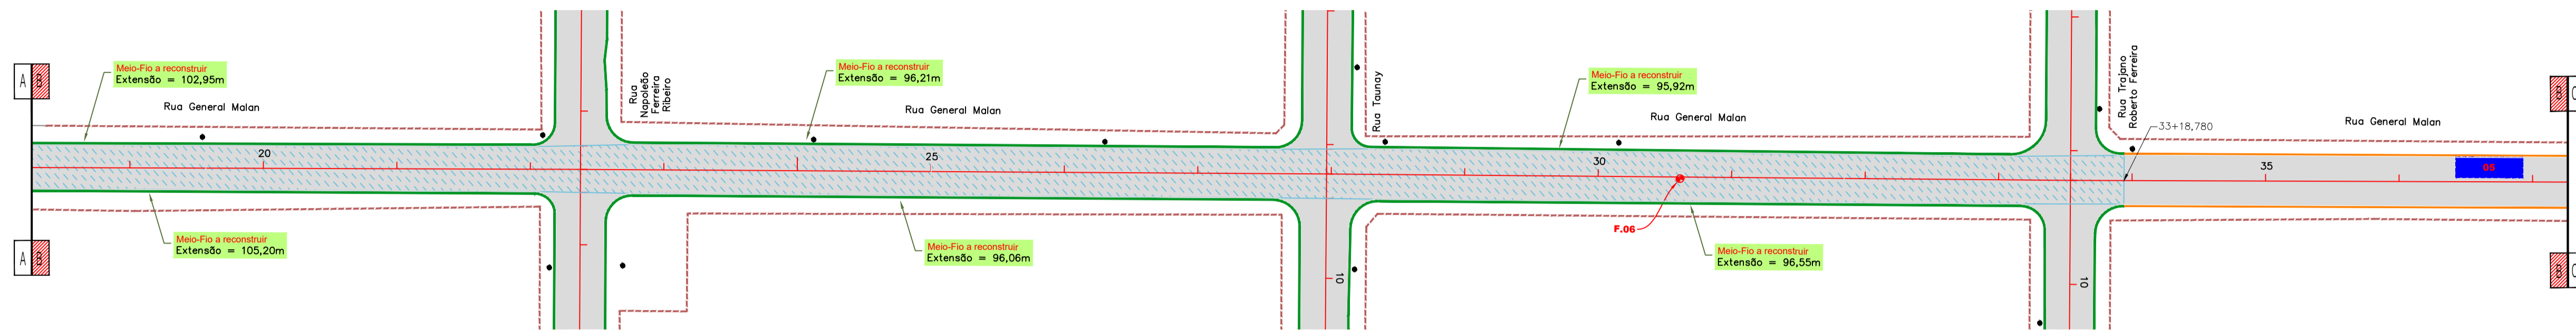 A
B
Meio-Fio a reconstruir
Extensão = 102,95m
Rua General Malan
Rua
Napoleão
Ferreira
Ribeiro
Meio-Fio a reconstruir
Extensão = 96,21m
Rua General Malan
Rua Taunay
Meio-Fio a reconstruir
Extensão = 95,92m
Rua General Malan
Rua Trajano
Roberto Ferreira
33+18,780
Rua General Malan
B
C
20
25
30
35
05
F.06
A
B
Meio-Fio a reconstruir
Extensão = 105,20m
Meio-Fio a reconstruir
Extensão = 96,06m
10
Meio-Fio a reconstruir
Extensão = 96,55m
10
B
C